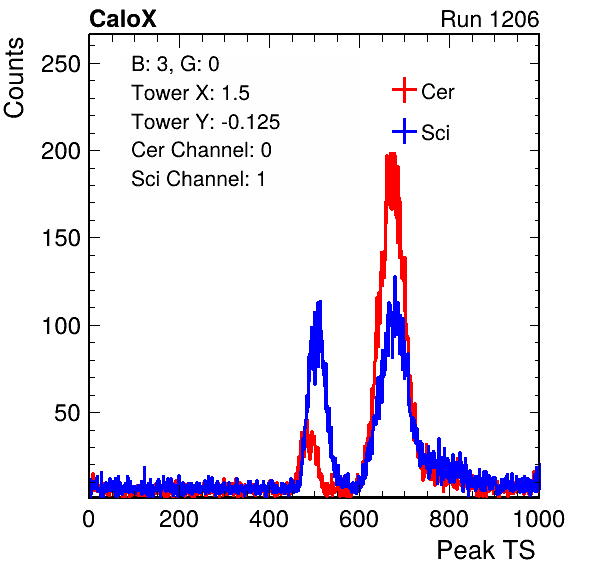 CaloX Run 1206
B: 3, G: 0
Tower X: 1.5
Tower Y: -0.125
Cer Channel: 0
Sci Channel: 1
Cer
Sci
Counts
250
200
150
100
50
0 200 400 600 800 1000
Peak TS